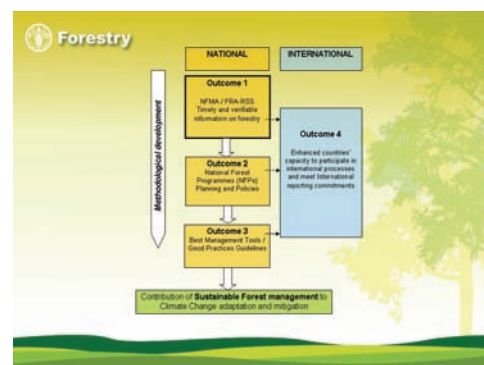 Forestry
NATIONAL
INTERNATIONAL
Methodological development
Outcome 1
NFMA / FRA-RSS
Timely and verifiable
information on forestry
Outcome 2
National Forest
Programmes (NFPs)
Planning and Policies
Outcome 3
Best Management Tools /
Good Practices Guidelines
Outcome 4
Enhanced countries'
capacity to participate in
international processes
and meet International
reporting commitments
Contribution of Sustainable Forest management to
Climate Change adaptation and mitigation